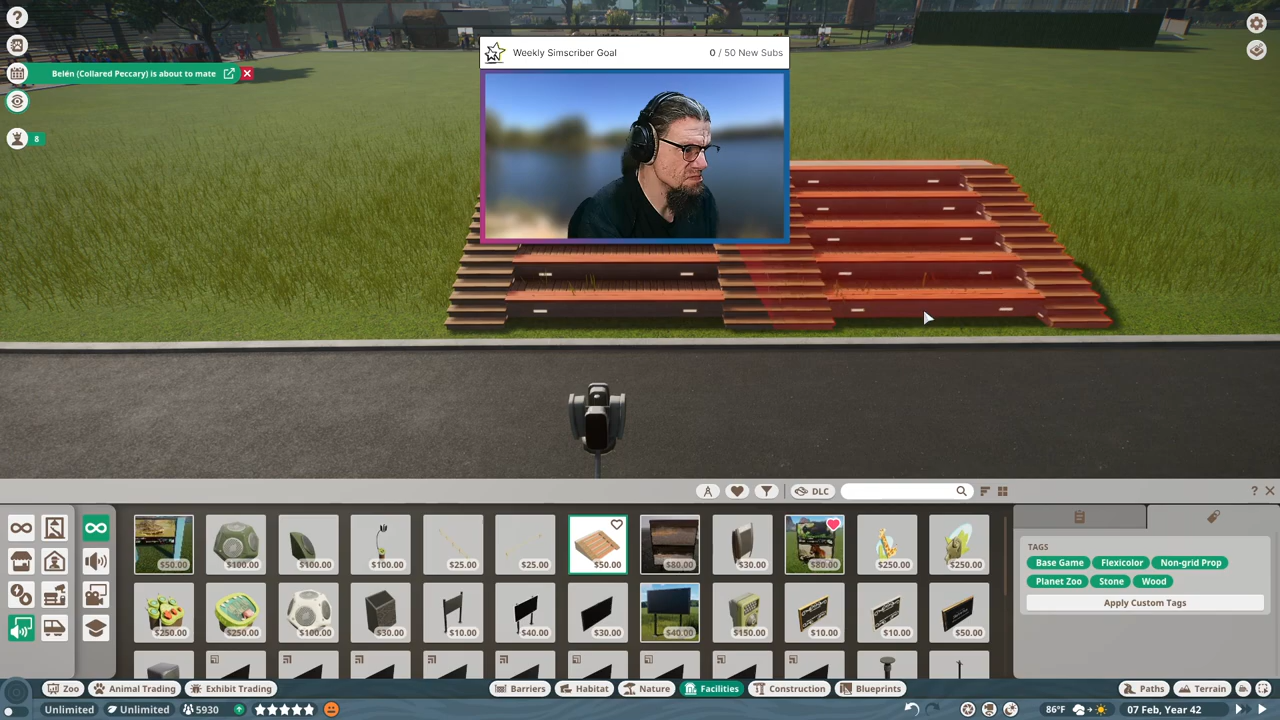 Weekly Simscriber Goal
0 / 50 New Subs
Belén (Collared Peccary) is about to mate
8
DLC
$50.00 $100.00 $100.00 $100.00 $25.00 $25.00 $50.00 $80.00 $30.00 $80.00 $250.00 $250.00
$250.00 $250.00 $100.00 $30.00 $10.00 $40.00 $30.00 $40.00 $150.00 $10.00 $10.00 $50.00
TAGS
Base Game Flexicolor Non-grid Prop
Planet Zoo Stone Wood
Apply Custom Tags
Zoo Animal Trading Exhibit Trading Barriers Habitat Nature Facilities Construction Blueprints Paths Terrain
Unlimited Unlimited 5930 86°F 07 Feb, Year 42